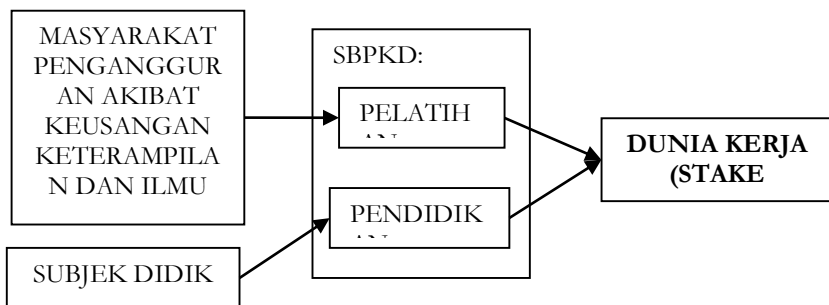 MASYARAKAT
PENGANGGUR
AN AKIBAT
KEUSANGAN
KETERAMPILA
N DAN ILMU
SUBJEK DIDIK
SBPKD:
PELATIH
PENDIDIK
DUNIA KERJA
(STAKE